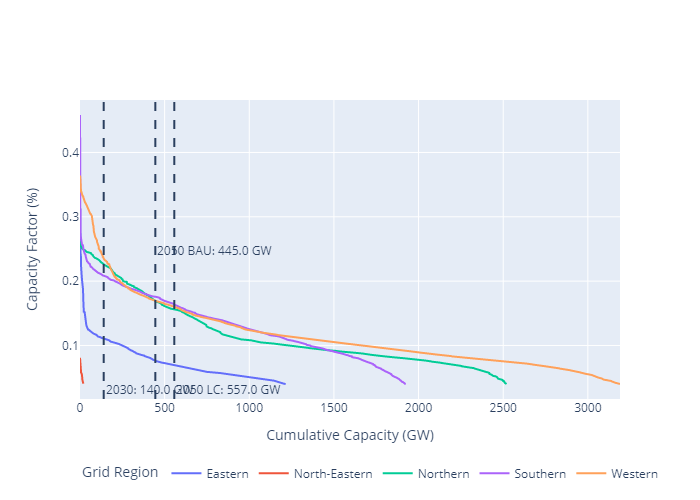 Capacity Factor (%)
0.4
0.3
0.2
0.1
2050 BAU: 445.0 GW
2030: 140.0 GW
2050 LC: 557.0 GW
0 500 1000 1500 2000 2500 3000
Cumulative Capacity (GW)
Grid Region Eastern North-Eastern Northern Southern Western